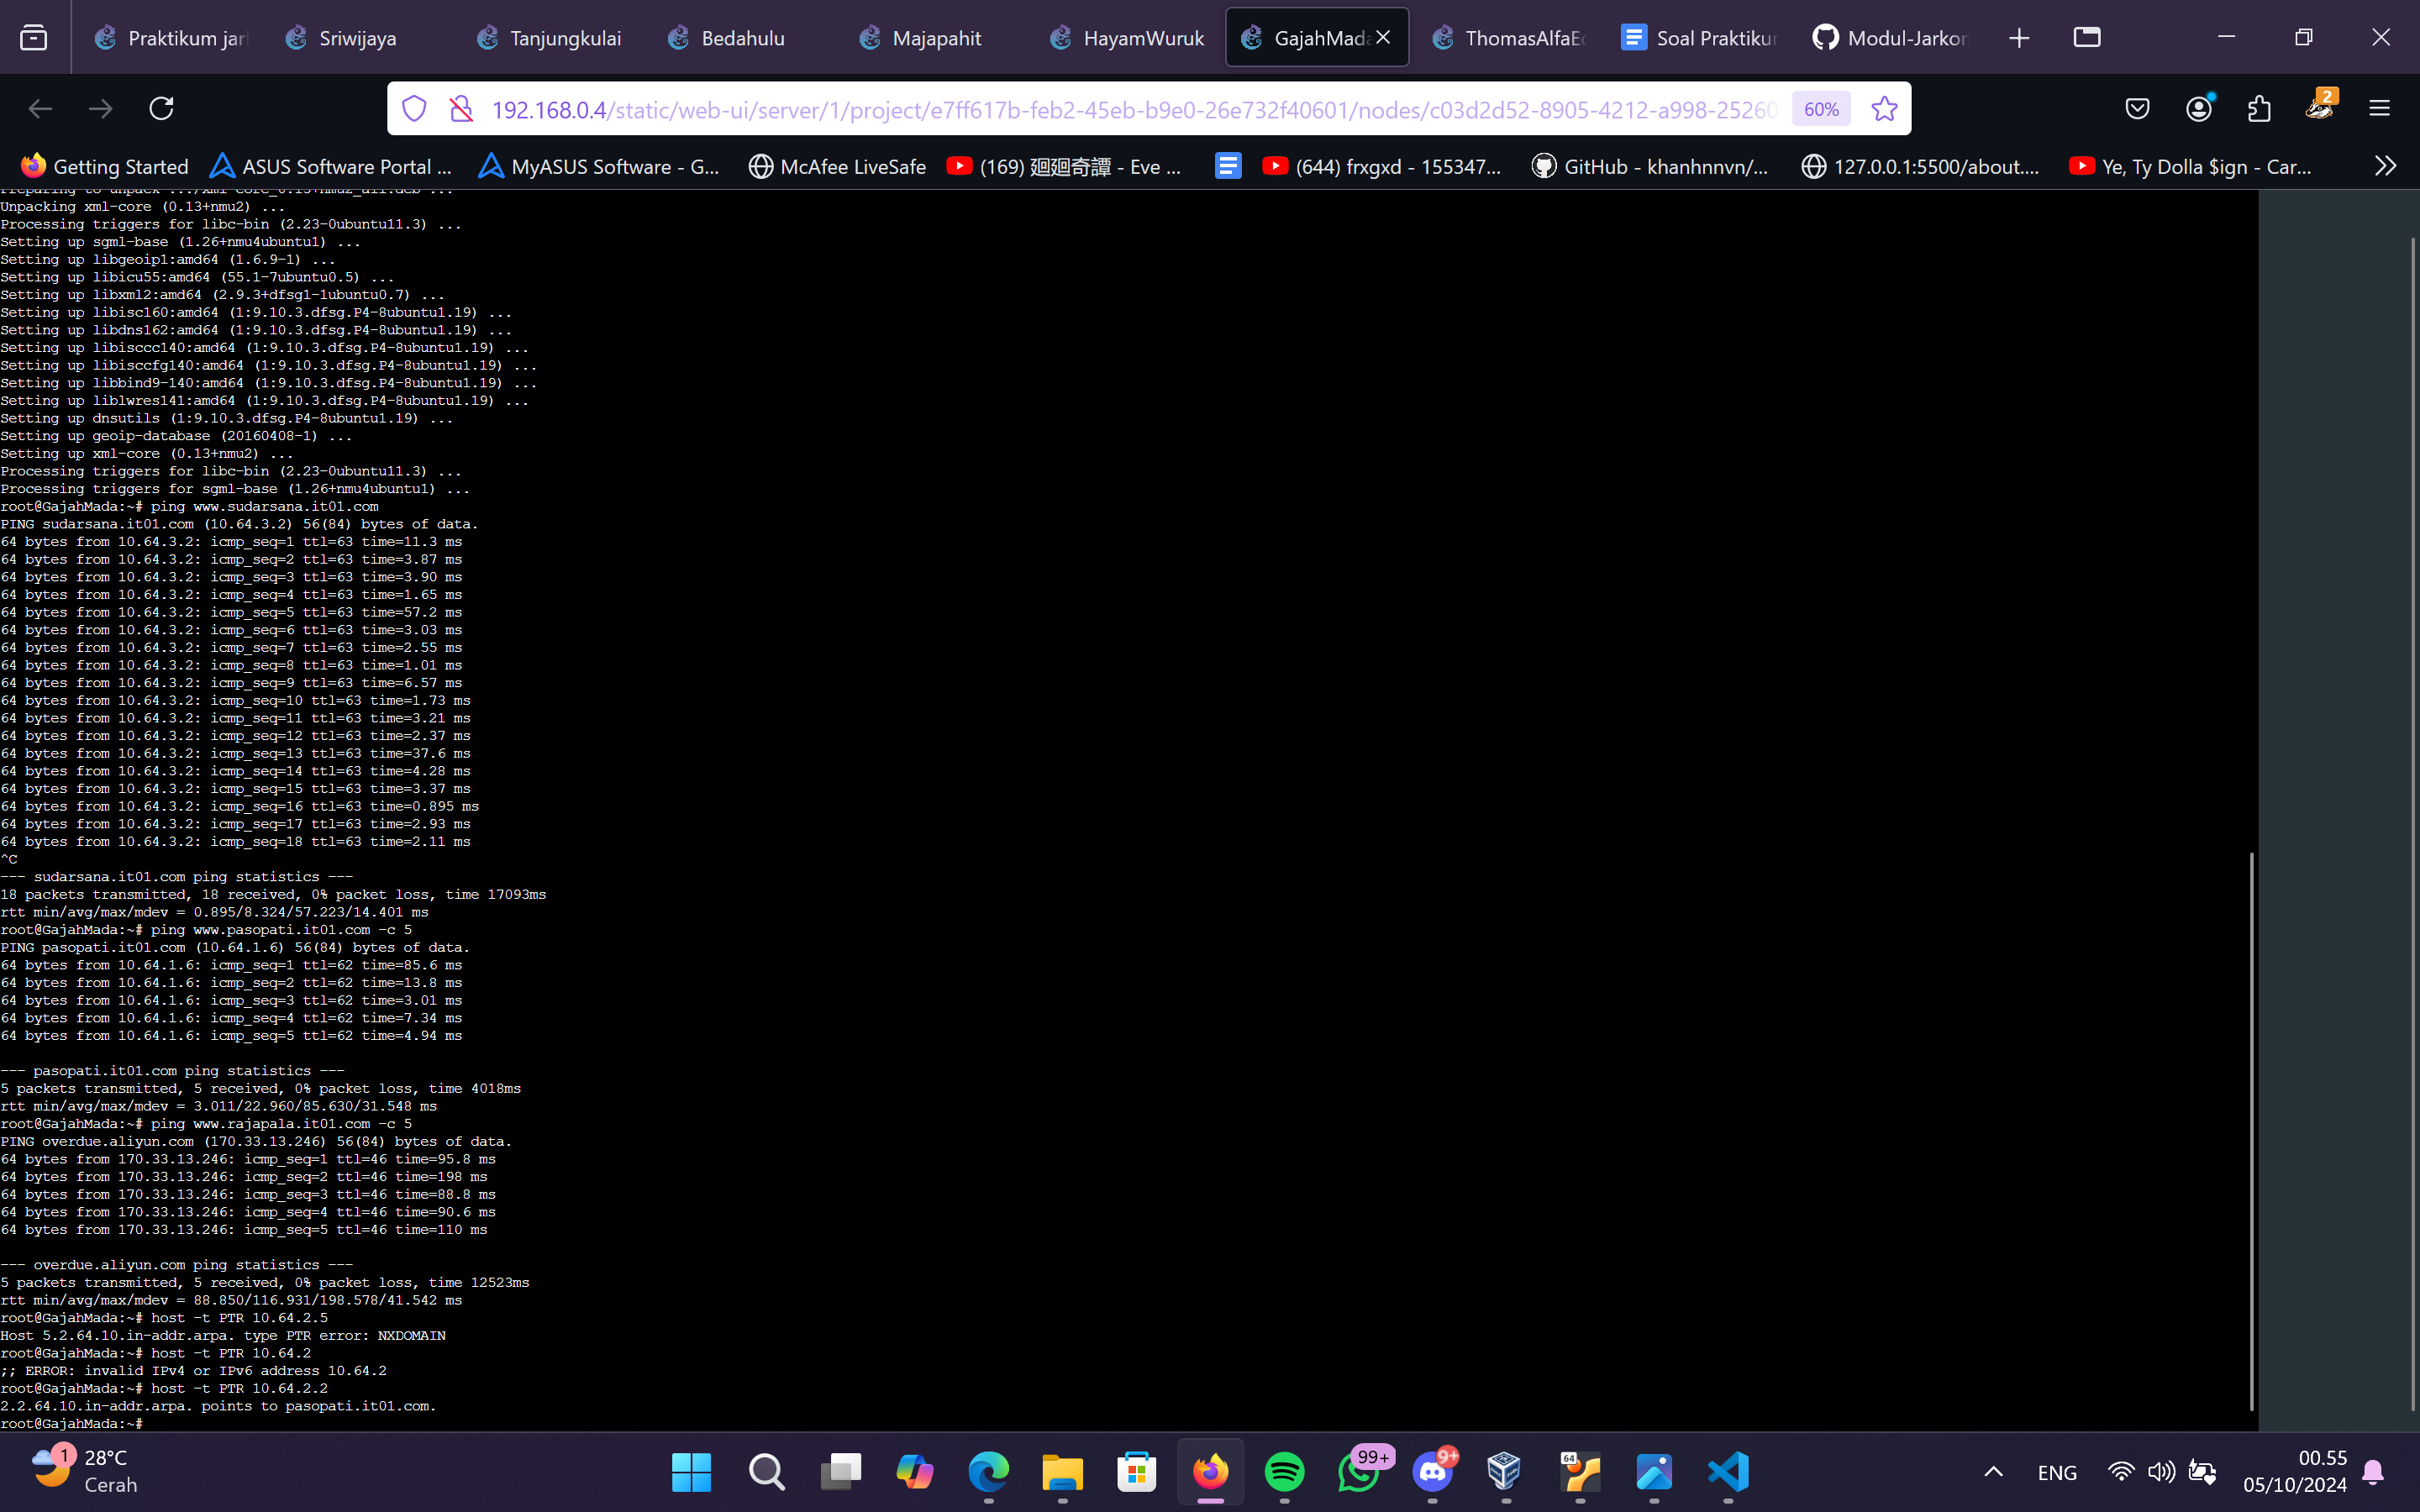 Praktikum jar
Sriwijaya
Tanjungkulai
Bedahulu
Majapahit
HayamWuruk
GajahMada
ThomasAlfaEd
Soal Praktikum
Modul-Jarkom
192.168.0.4/static/web-ui/server/1/project/e7ff617b-feb2-45eb-b9e0-26e732f40601/nodes/c03d2d52-8905-4212-a998-25260
60%
2
Getting Started
ASUS Software Portal ...
MyASUS Software - G...
McAfee LiveSafe
(169) 廻廻奇譚 - Eve ...
(644) frxgxd - 155347...
GitHub - khanhnnvn/...
127.0.0.1:5500/about....
Ye, Ty Dolla $ign - Car...
Preparing to unpack .../xml-core_0.13+nmu2_all.deb ...
Unpacking xml-core (0.13+nmu2) ...
Processing triggers for libc-bin (2.23-0ubuntu11.3) ...
Setting up sgml-base (1.26+nmu4ubuntu1) ...
Setting up libgeoip1:amd64 (1.6.9-1) ...
Setting up libicu55:amd64 (55.1-7ubuntu0.5) ...
Setting up libxml2:amd64 (2.9.3+dfsg1-1ubuntu0.7) ...
Setting up libisc160:amd64 (1:9.10.3.dfsg.P4-8ubuntu1.19) ...
Setting up libdns162:amd64 (1:9.10.3.dfsg.P4-8ubuntu1.19) ...
Setting up libisccc140:amd64 (1:9.10.3.dfsg.P4-8ubuntu1.19) ...
Setting up libisccfg140:amd64 (1:9.10.3.dfsg.P4-8ubuntu1.19) ...
Setting up libbind9-140:amd64 (1:9.10.3.dfsg.P4-8ubuntu1.19) ...
Setting up liblwres141:amd64 (1:9.10.3.dfsg.P4-8ubuntu1.19) ...
Setting up dnsutils (1:9.10.3.dfsg.P4-8ubuntu1.19) ...
Setting up geoip-database (20160408-1) ...
Setting up xml-core (0.13+nmu2) ...
Processing triggers for libc-bin (2.23-0ubuntu11.3) ...
Processing triggers for sgml-base (1.26+nmu4ubuntu1) ...
root@GajahMada:~# ping www.sudarsana.it01.com
PING sudarsana.it01.com (10.64.3.2) 56(84) bytes of data.
64 bytes from 10.64.3.2: icmp_seq=1 ttl=63 time=11.3 ms
64 bytes from 10.64.3.2: icmp_seq=2 ttl=63 time=3.87 ms
64 bytes from 10.64.3.2: icmp_seq=3 ttl=63 time=3.90 ms
64 bytes from 10.64.3.2: icmp_seq=4 ttl=63 time=1.65 ms
64 bytes from 10.64.3.2: icmp_seq=5 ttl=63 time=57.2 ms
64 bytes from 10.64.3.2: icmp_seq=6 ttl=63 time=3.03 ms
64 bytes from 10.64.3.2: icmp_seq=7 ttl=63 time=2.55 ms
64 bytes from 10.64.3.2: icmp_seq=8 ttl=63 time=1.01 ms
64 bytes from 10.64.3.2: icmp_seq=9 ttl=63 time=6.57 ms
64 bytes from 10.64.3.2: icmp_seq=10 ttl=63 time=1.73 ms
64 bytes from 10.64.3.2: icmp_seq=11 ttl=63 time=3.21 ms
64 bytes from 10.64.3.2: icmp_seq=12 ttl=63 time=2.37 ms
64 bytes from 10.64.3.2: icmp_seq=13 ttl=63 time=37.6 ms
64 bytes from 10.64.3.2: icmp_seq=14 ttl=63 time=4.28 ms
64 bytes from 10.64.3.2: icmp_seq=15 ttl=63 time=3.37 ms
64 bytes from 10.64.3.2: icmp_seq=16 ttl=63 time=0.895 ms
64 bytes from 10.64.3.2: icmp_seq=17 ttl=63 time=2.93 ms
64 bytes from 10.64.3.2: icmp_seq=18 ttl=63 time=2.11 ms
^C
--- sudarsana.it01.com ping statistics ---
18 packets transmitted, 18 received, 0% packet loss, time 17093ms
rtt min/avg/max/mdev = 0.895/8.324/57.223/14.401 ms
root@GajahMada:~# ping www.pasopati.it01.com -c 5
PING pasopati.it01.com (10.64.1.6) 56(84) bytes of data.
64 bytes from 10.64.1.6: icmp_seq=1 ttl=62 time=85.6 ms
64 bytes from 10.64.1.6: icmp_seq=2 ttl=62 time=13.8 ms
64 bytes from 10.64.1.6: icmp_seq=3 ttl=62 time=3.01 ms
64 bytes from 10.64.1.6: icmp_seq=4 ttl=62 time=7.34 ms
64 bytes from 10.64.1.6: icmp_seq=5 ttl=62 time=4.94 ms
--- pasopati.it01.com ping statistics ---
5 packets transmitted, 5 received, 0% packet loss, time 4018ms
rtt min/avg/max/mdev = 3.011/22.960/85.630/31.548 ms
root@GajahMada:~# ping www.rajapala.it01.com -c 5
PING overdue.aliyun.com (170.33.13.246) 56(84) bytes of data.
64 bytes from 170.33.13.246: icmp_seq=1 ttl=46 time=95.8 ms
64 bytes from 170.33.13.246: icmp_seq=2 ttl=46 time=198 ms
64 bytes from 170.33.13.246: icmp_seq=3 ttl=46 time=88.8 ms
64 bytes from 170.33.13.246: icmp_seq=4 ttl=46 time=90.6 ms
64 bytes from 170.33.13.246: icmp_seq=5 ttl=46 time=110 ms
--- overdue.aliyun.com ping statistics ---
5 packets transmitted, 5 received, 0% packet loss, time 12523ms
rtt min/avg/max/mdev = 88.850/116.931/198.578/41.542 ms
root@GajahMada:~# host -t PTR 10.64.2.5
Host 5.2.64.10.in-addr.arpa. type PTR error: NXDOMAIN
root@GajahMada:~# host -t PTR 10.64.2
;; ERROR: invalid IPv4 or IPv6 address 10.64.2
root@GajahMada:~# host -t PTR 10.64.2.2
2.2.64.10.in-addr.arpa. points to pasopati.it01.com.
root@GajahMada:~#
1
28°C
Cerah
99+
9+
64
ENG
00.55
05/10/2024